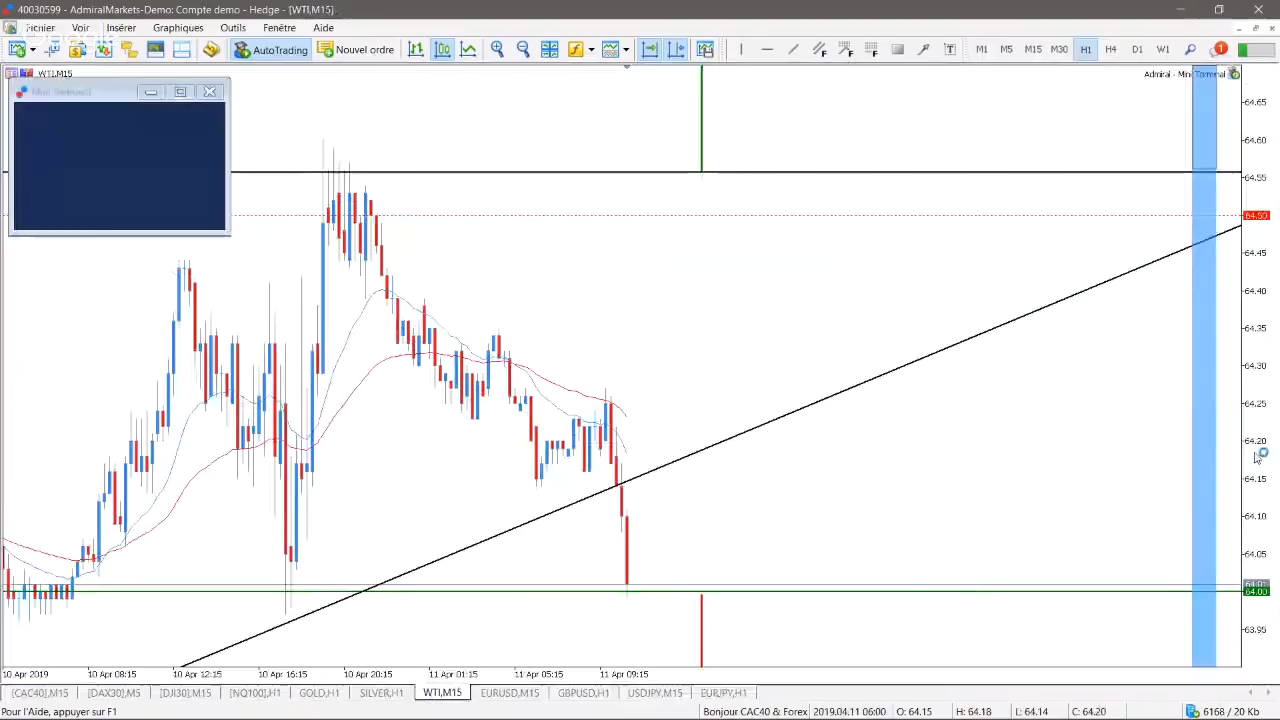 40030599 - AdmiralMarkets-Demo: Compte demo - Hedge - [WTI,M15]
Fichier Voir Insérer Graphiques Outils Fenêtre Aide
AutoTrading Nouvel ordre T M1 M5 M15 M30 H1 H4 D1 W1 1
WTI,M15
Admiral - Mini Terminal
64.65
64.60
64.55
64.50
64.45
64.40
64.35
64.30
64.25
64.20
64.15
64.10
64.05
64.01
64.00
63.95
10 Apr 2019 10 Apr 08:15 10 Apr 12:15 10 Apr 16:15 10 Apr 20:15 11 Apr 01:15 11 Apr 05:15 11 Apr 09:15
[CAC40],M15 [DAX30],M5 [DJI30],M15 [NQ100],H1 GOLD,H1 SILVER,H1 WTI,M15 EURUSD,M15 GBPUSD,H1 USDJPY,M15 EURJPY,H1
Pour l'Aide, appuyer sur F1 Bonjour CAC40 & Forex 2019.04.11 06:00 O: 64.15 H: 64.18 L: 64.14 C: 64.20 6168 / 20 Kb